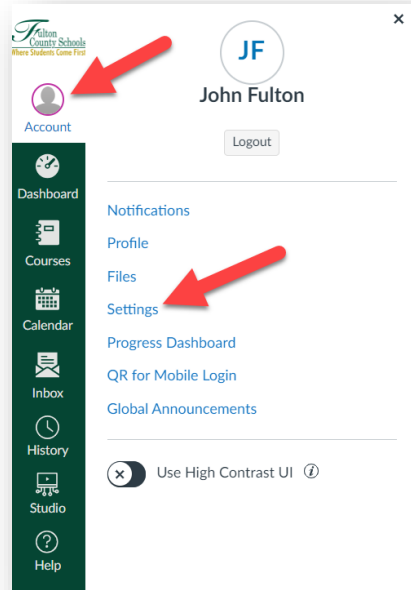 Fulton
County Schools
Where Students Come First
Account
Dashboard
Courses
Calendar
Inbox
History
Studio
Help
×
JF
John Fulton
Logout
Notifications
Profile
Files
Settings
Progress Dashboard
QR for Mobile Login
Global Announcements
Use High Contrast UI